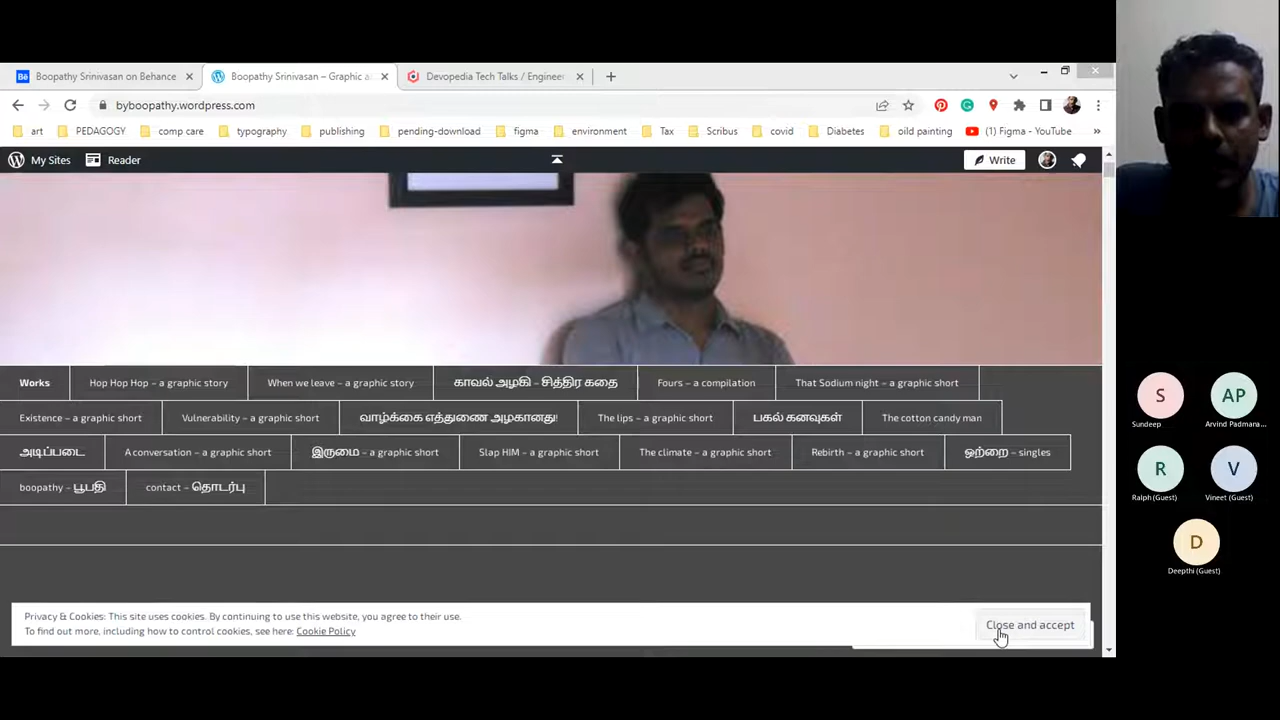 Boopathy Srinivasan on Behance
Boopathy Srinivasan – Graphic a
Devopedia Tech Talks / Enginee
byboopathy.wordpress.com
art
PEDAGOGY
comp care
typography
publishing
pending-download
figma
environment
Tax
Scribus
covid
Diabetes
oild painting
(1) Figma - YouTube
My Sites
Reader
Write
Works
Hop Hop Hop – a graphic story
When we leave – a graphic story
காவல் அழகி – சித்திர கதை
Fours – a compilation
That Sodium night – a graphic short
Existence – a graphic short
Vulnerability – a graphic short
வாழ்க்கை எத்துணை அழகானது!
The lips – a graphic short
பகல் கனவுகள்
The cotton candy man
அடிப்படை
A conversation – a graphic short
இருமை – a graphic short
Slap HIM – a graphic short
The climate – a graphic short
Rebirth – a graphic short
ஒற்றை – singles
boopathy – பூபதி
contact – தொடர்பு
Privacy & Cookies: This site uses cookies. By continuing to use this website, you agree to their use.
To find out more, including how to control cookies, see here: Cookie Policy
Close and accept
S
Sundeep
AP
Arvind Padmana...
R
Ralph (Guest)
V
Vineet (Guest)
D
Deepthi (Guest)